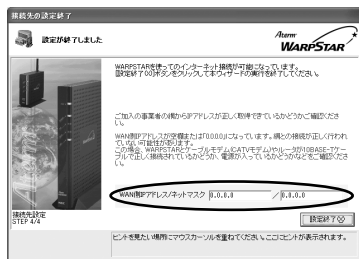 接続先の設定終了
設定が終了しました
Aterm
WARPSTAR
WARPSTARを使ってのインターネット接続が可能になっています。
[設定終了(X)]ボタンをクリックして本ウィザードの実行を終了してください。
ご加入の事業者の網からIPアドレスが正しく取得できているかどうかご確認くださ
い。
WAN側IPアドレスが空欄または「0.0.0.0」になっています。網との接続が正しく行われ
ていない可能性が有ります。
この場合、WARPSTARとケーブルモデム(CATVモデム)やルータが10BASE-Tケー
ブルで正しく接続されているかどうか、電源が入っているかどうかなどをご確認くださ
い。
WAN側IPアドレス/ネットマスク 0.0.0.0 / 0.0.0.0
接続先設定
STEP 4/4
設定終了(X)
ヒントを見たい場所にマウスカーソルを重ねてください。ここにヒントが表示されます。